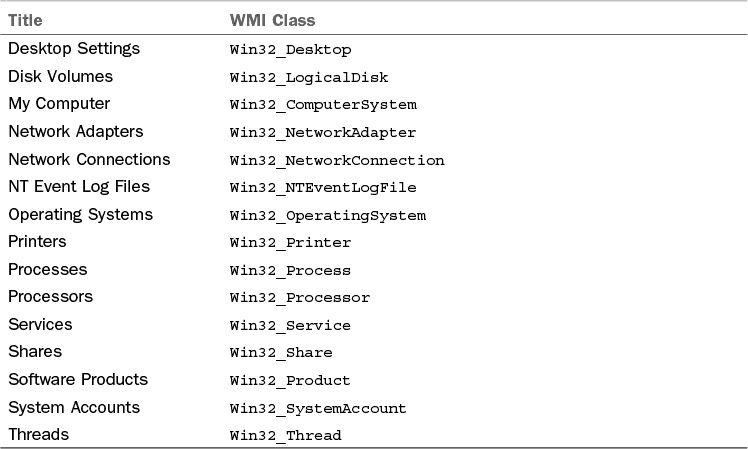 Title WMI Class
Desktop Settings Win32_Desktop
Disk Volumes Win32_LogicalDisk
My Computer Win32_ComputerSystem
Network Adapters Win32_NetworkAdapter
Network Connections Win32_NetworkConnection
NT Event Log Files Win32_NTEventLogFile
Operating Systems Win32_OperatingSystem
Printers Win32_Printer
Processes Win32_Process
Processors Win32_Processor
Services Win32_Service
Shares Win32_Share
Software Products Win32_Product
System Accounts Win32_SystemAccount
Threads Win32_Thread